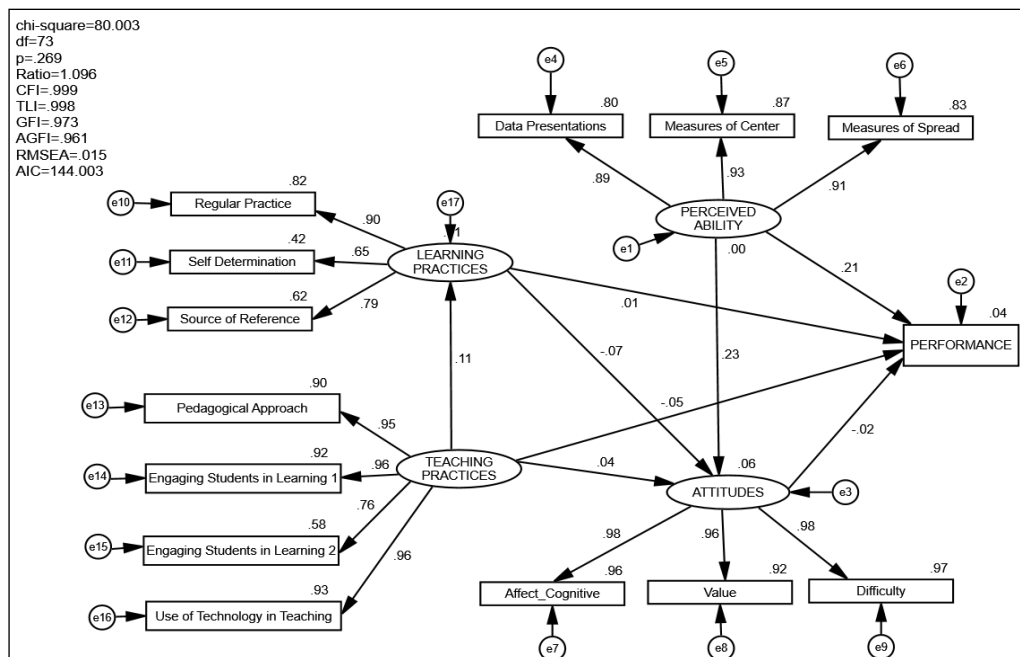 chi-square=80.003
df=73
p=.269
Ratio=1.096
CFI=.999
TLI=.998
GFI=.973
AGFI=.961
RMSEA=.015
AIC=144.003
e4
e5
e6
.80
.87
.83
Data Presentations
Measures of Center
Measures of Spread
.89
.93
.91
e10
.82
Regular Practice
.90
e17
PERCEIVED
ABILITY
e1
.00
e11
.42
Self Determination
.65
LEARNING
PRACTICES
.21
e2
e12
.62
Source of Reference
.79
.01
.04
PERFORMANCE
.11
-.07
.23
-.05
-.02
e13
.90
Pedagogical Approach
.95
e14
.92
Engaging Students in Learning 1
.96
TEACHING
PRACTICES
.04
.06
ATTITUDES
e3
.76
e15
.58
Engaging Students in Learning 2
.96
.98
.96
.98
e16
.93
Use of Technology in Teaching
.96
.92
.97
Affect_Cognitive
Value
Difficulty
e7
e8
e9